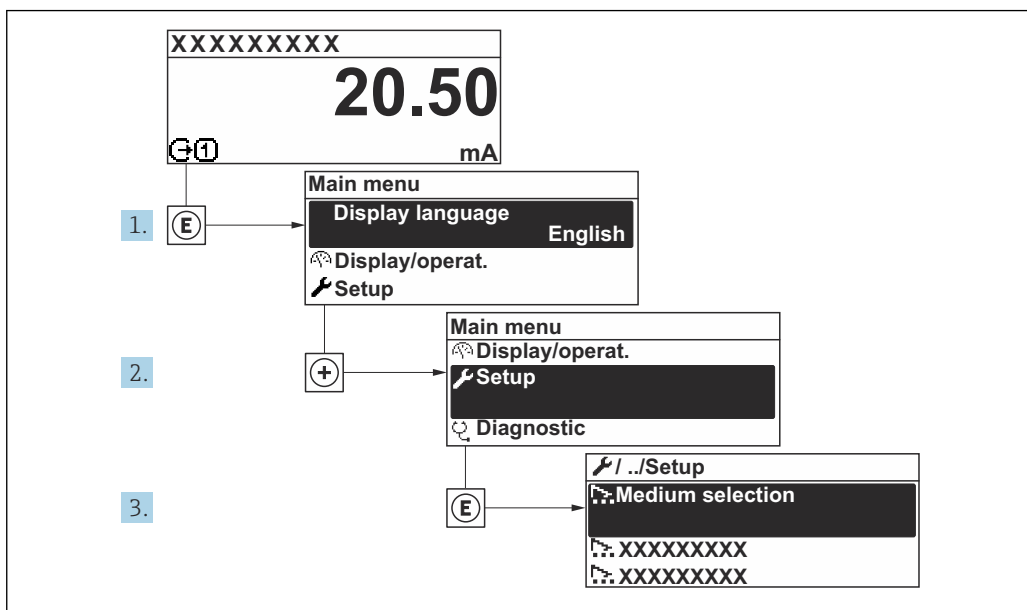 XXXXXXXXX
20.50
1 mA
Main menu
Display language
English
Display/operat.
Setup
1. E
Main menu
Display/operat.
Setup
Diagnostic
2. +
/ ../Setup
Medium selection
XXXXXXXXX
XXXXXXXXX
3. E